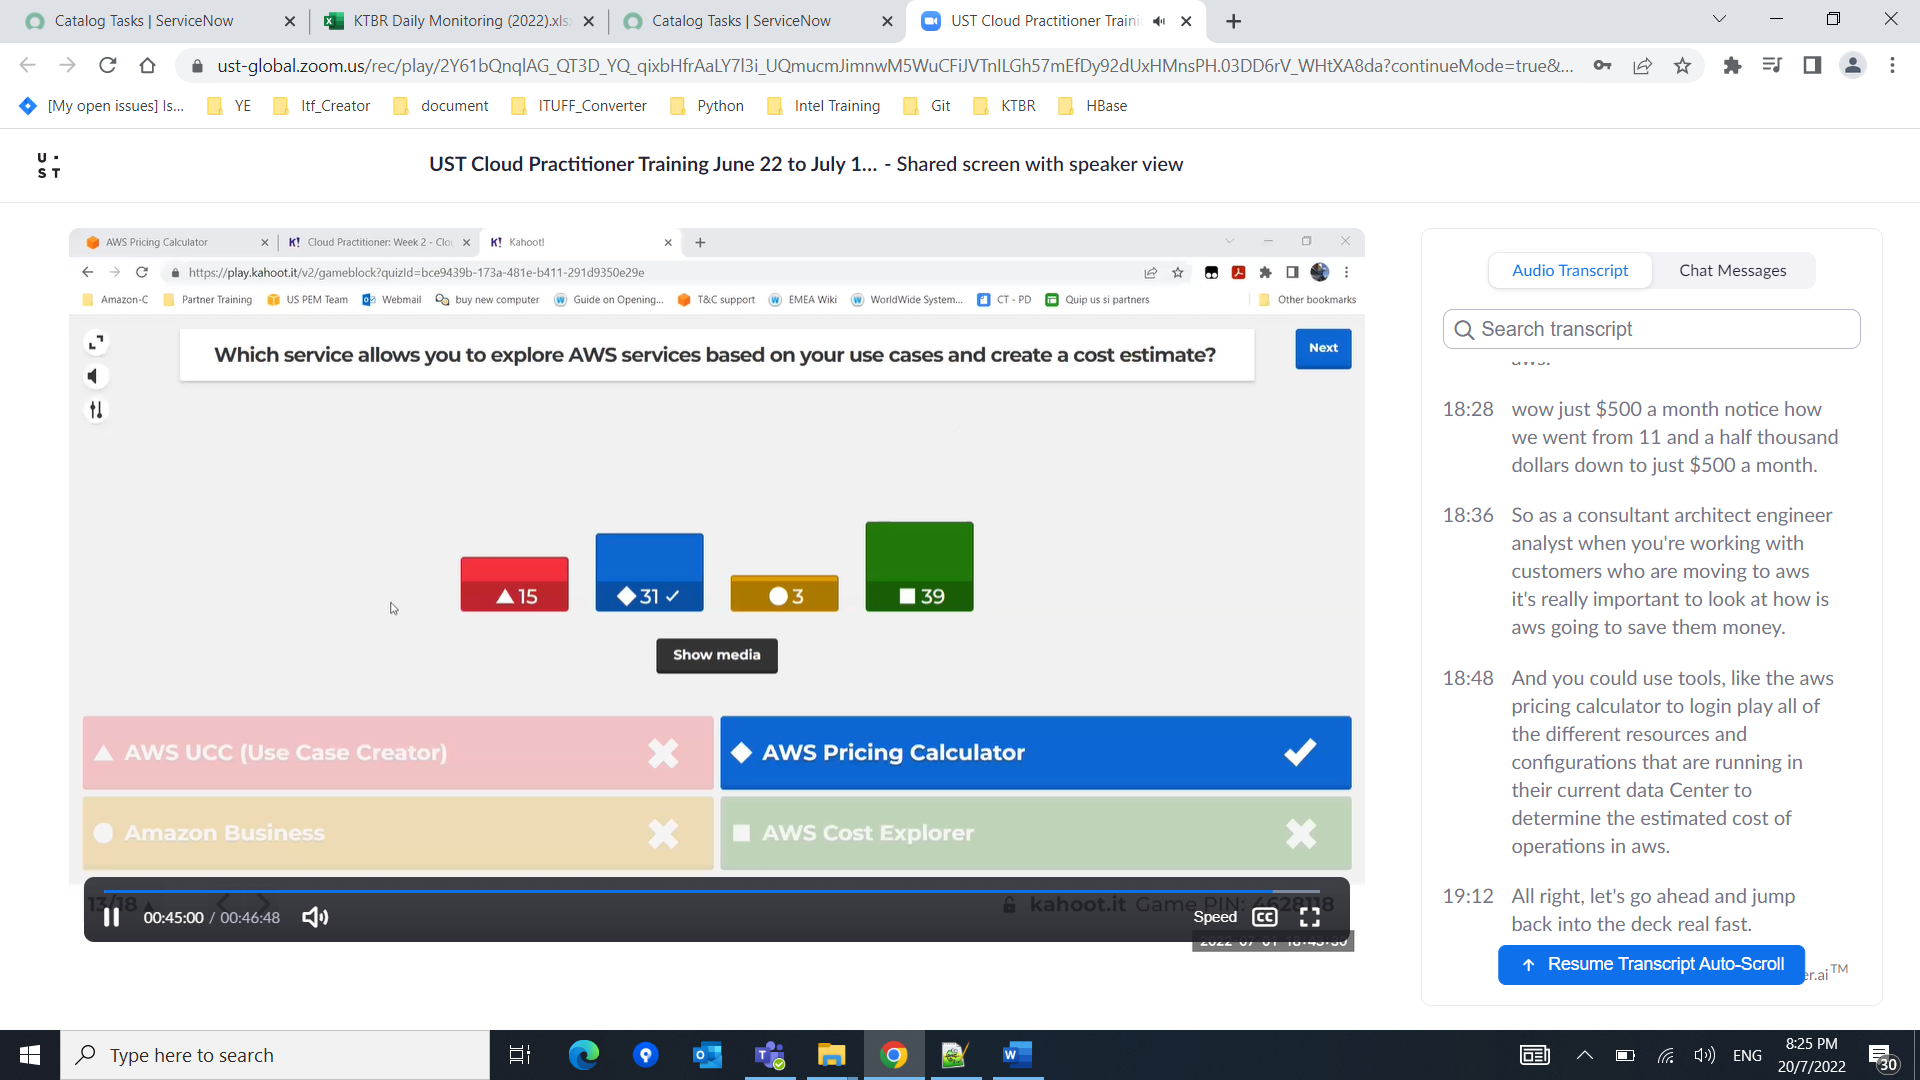 Catalog Tasks | ServiceNow
KTBR Daily Monitoring (2022).xls
Catalog Tasks | ServiceNow
UST Cloud Practitioner Traini
ust-global.zoom.us/rec/play/2Y61bQnqlAG_QT3D_YQ_qixbHfrAaLY7l3i_UQmucmJimnwM5WuCFiJVTnILGh57mEfDy92dUxHMnsPH.03DD6rV_WHtXA8da?continueMode=true&...
[My open issues] Is...
YE
Itf_Creator
document
ITUFF_Converter
Python
Intel Training
Git
KTBR
HBase
U ·
S T
UST Cloud Practitioner Training June 22 to July 1... - Shared screen with speaker view
AWS Pricing Calculator
K! Cloud Practitioner: Week 2 - Clo
K! Kahoot!
https://play.kahoot.it/v2/gameblock?quizId=bce9439b-173a-481e-b411-291d9350e29e
Amazon-C
Partner Training
US PEM Team
Webmail
buy new computer
Guide on Opening...
T&C support
EMEA Wiki
WorldWide System...
CT - PD
Quip us si partners
Other bookmarks
Which service allows you to explore AWS services based on your use cases and create a cost estimate?
Next
15
31
3
39
Show media
AWS UCC (Use Case Creator)
AWS Pricing Calculator
Amazon Business
AWS Cost Explorer
13/18
kahoot.it Game PIN: 4628118
00:45:00 / 00:46:48
Speed
CC
Audio Transcript
Chat Messages
Search transcript
aws.
18:28 wow just $500 a month notice how
we went from 11 and a half thousand
dollars down to just $500 a month.
18:36 So as a consultant architect engineer
analyst when you're working with
customers who are moving to aws
it's really important to look at how is
aws going to save them money.
18:48 And you could use tools, like the aws
pricing calculator to login play all of
the different resources and
configurations that are running in
their current data Center to
determine the estimated cost of
operations in aws.
19:12 All right, let's go ahead and jump
back into the deck real fast.
Resume Transcript Auto-Scroll
er.ai TM
Type here to search
ENG
8:25 PM
20/7/2022
30